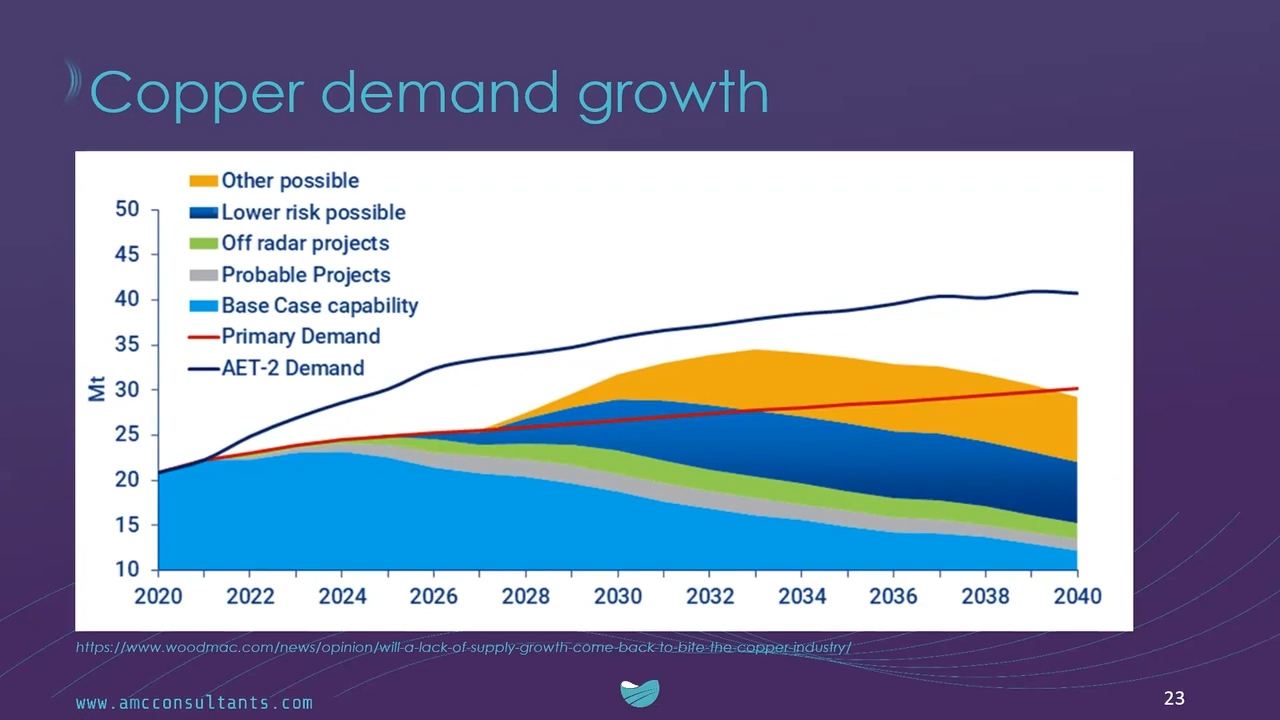 Copper demand growth
Other possible
Lower risk possible
Off radar projects
Probable Projects
Base Case capability
Primary Demand
AET-2 Demand
Mt
50
45
40
35
30
25
20
15
10
2020 2022 2024 2026 2028 2030 2032 2034 2036 2038 2040
https://www.woodmac.com/news/opinion/will-a-lack-of-supply-growth-come-back-to-bite-the-copper-industry/
www.amcconsultants.com
23